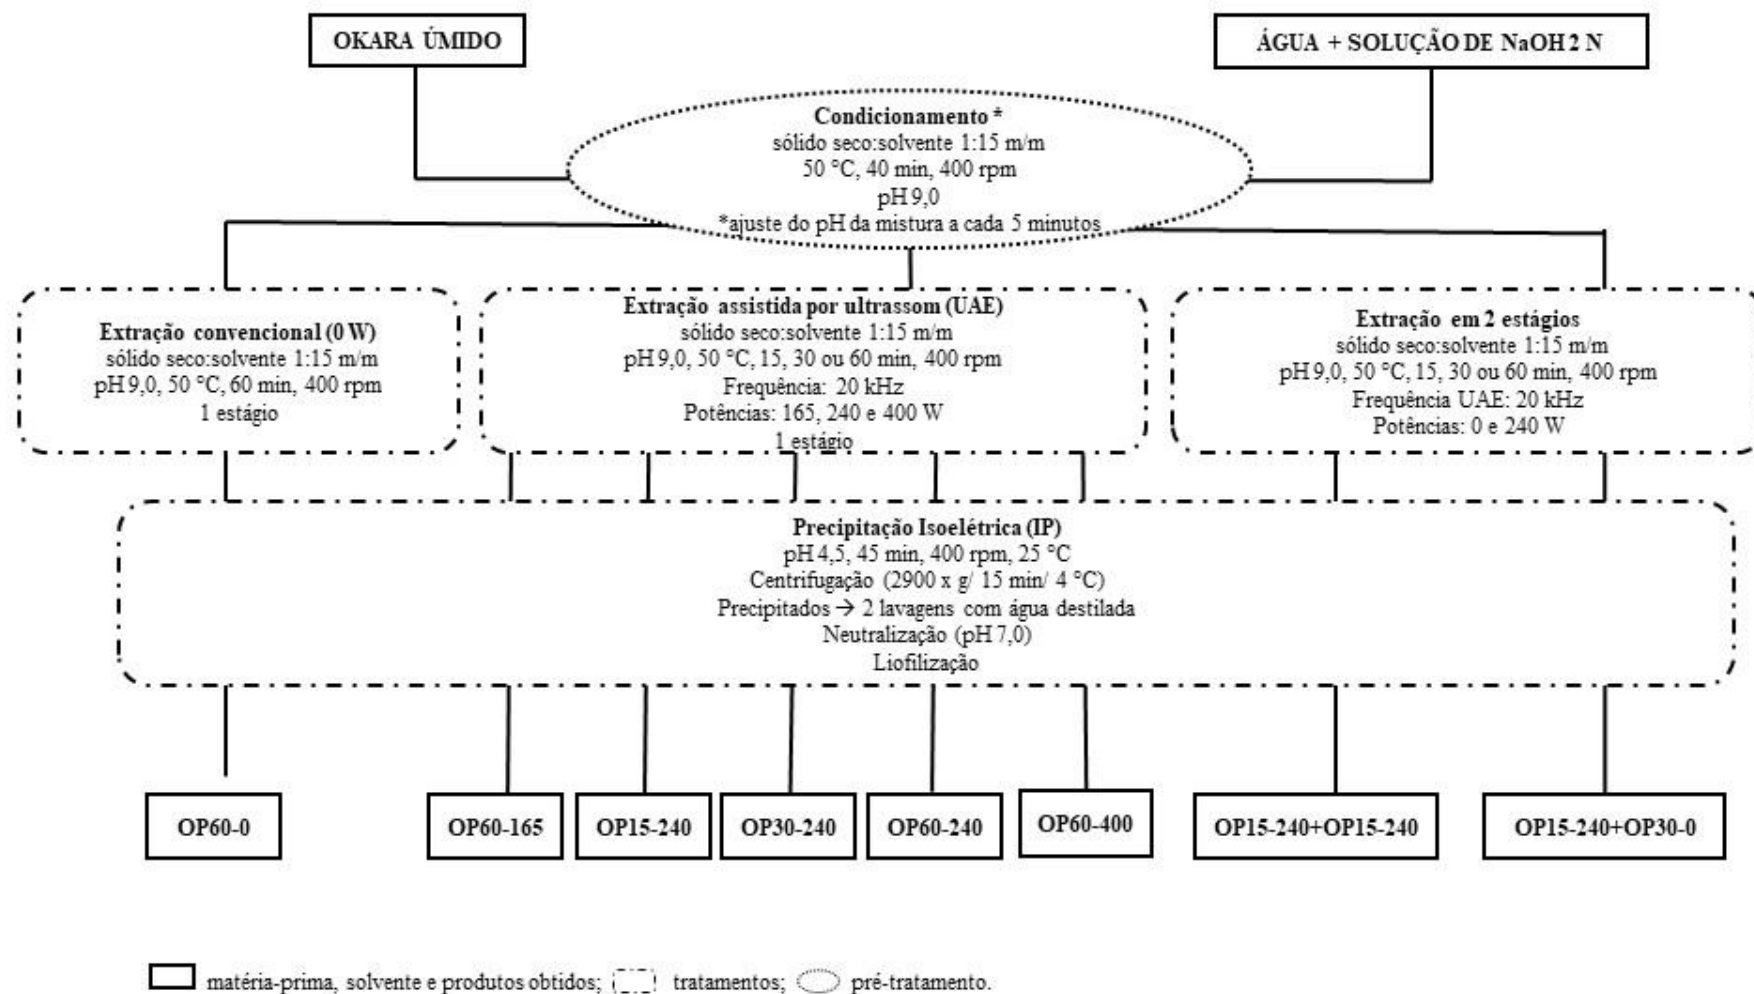 OKARA ÚMIDO
ÁGUA + SOLUÇÃO DE NaOH 2 N
Condicionamento *
sólido seco:solvente 1:15 m/m
50 °C, 40 min, 400 rpm
pH 9,0
*ajuste do pH da mistura a cada 5 minutos
Extração convencional (0 W)
sólido seco:solvente 1:15 m/m
pH 9,0, 50 °C, 60 min, 400 rpm
1 estágio
Extração assistida por ultrassom (UAE)
sólido seco:solvente 1:15 m/m
pH 9,0, 50 °C, 15, 30 ou 60 min, 400 rpm
Frequência: 20 kHz
Potências: 165, 240 e 400 W
1 estágio
Extração em 2 estágios
sólido seco:solvente 1:15 m/m
pH 9,0, 50 °C, 15, 30 ou 60 min, 400 rpm
Frequência UAE: 20 kHz
Potências: 0 e 240 W
Precipitação Isoelétrica (IP)
pH 4,5, 45 min, 400 rpm, 25 °C
Centrifugação (2900 x g/ 15 min/ 4 °C)
Precipitados → 2 lavagens com água destilada
Neutralização (pH 7,0)
Liofilização
OP60-0
OP60-165
OP15-240
OP30-240
OP60-240
OP60-400
OP15-240+OP15-240
OP15-240+OP30-0
matéria-prima, solvente e produtos obtidos; tratamentos; pré-tratamento.